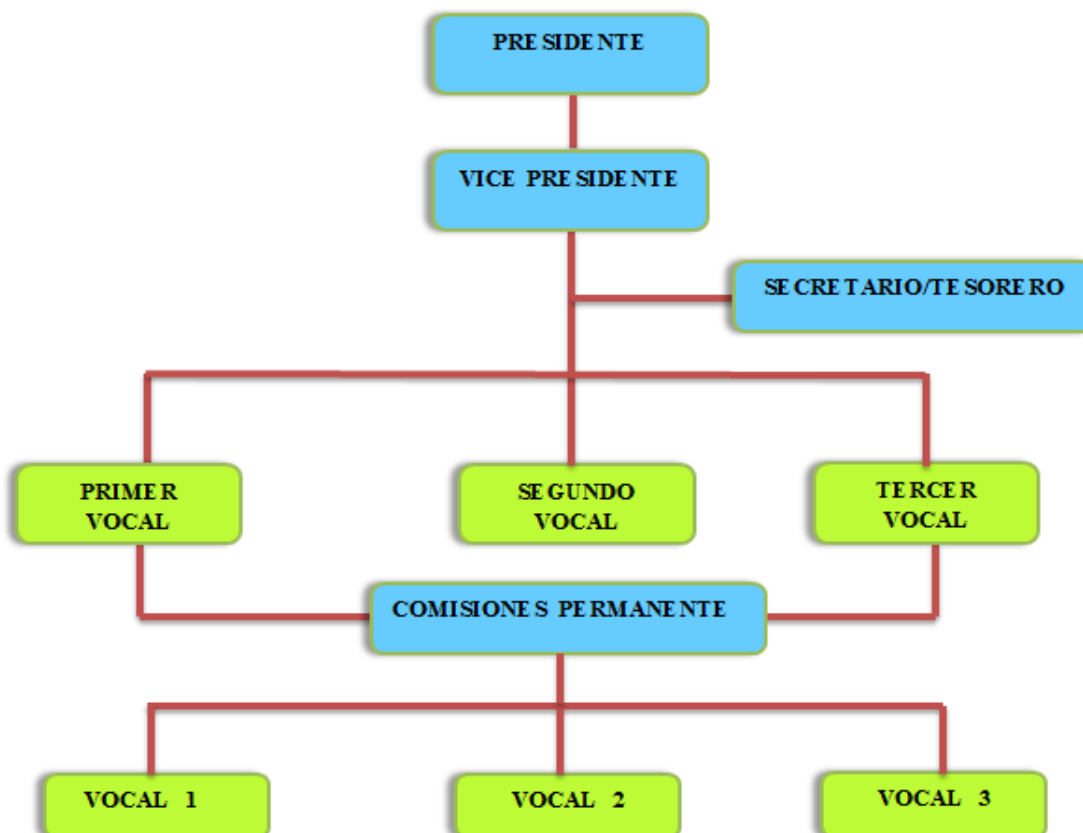 PRESIDENTE
VICE PRESIDENTE
SECRETARIO/TESORERO
PRIMER
VOCAL
SEGUNDO
VOCAL
TERCER
VOCAL
COMISIONES PERMANENTE
VOCAL 1
VOCAL 2
VOCAL 3